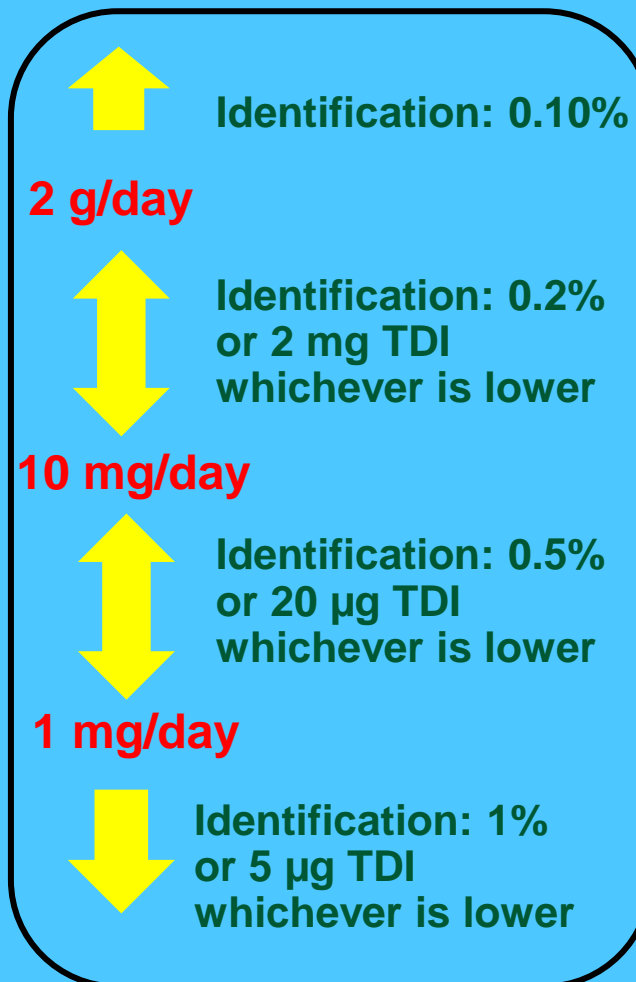 Identification: 0.10%
2 g/day
Identification: 0.2%
or 2 mg TDI
whichever is lower
10 mg/day
Identification: 0.5%
or 20 µg TDI
whichever is lower
1 mg/day
Identification: 1%
or 5 µg TDI
whichever is lower